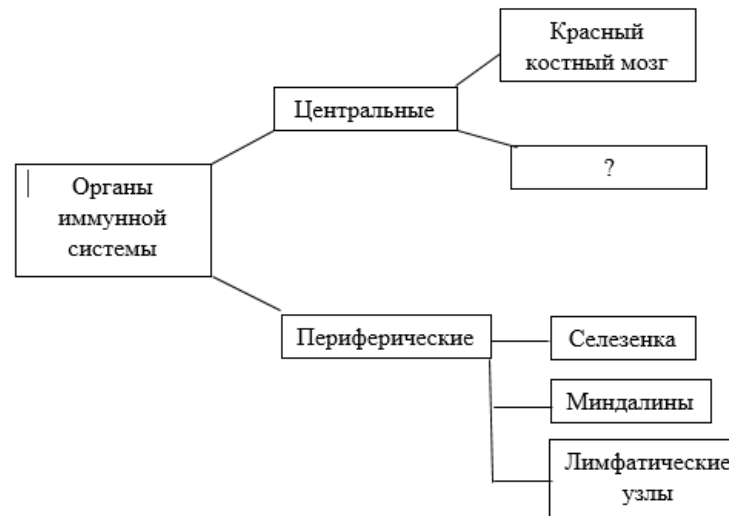 Красный
костный мозг
Центральные
?
Органы
иммунной
системы
Периферические
Селезенка
Миндалины
Лимфатические
узлы